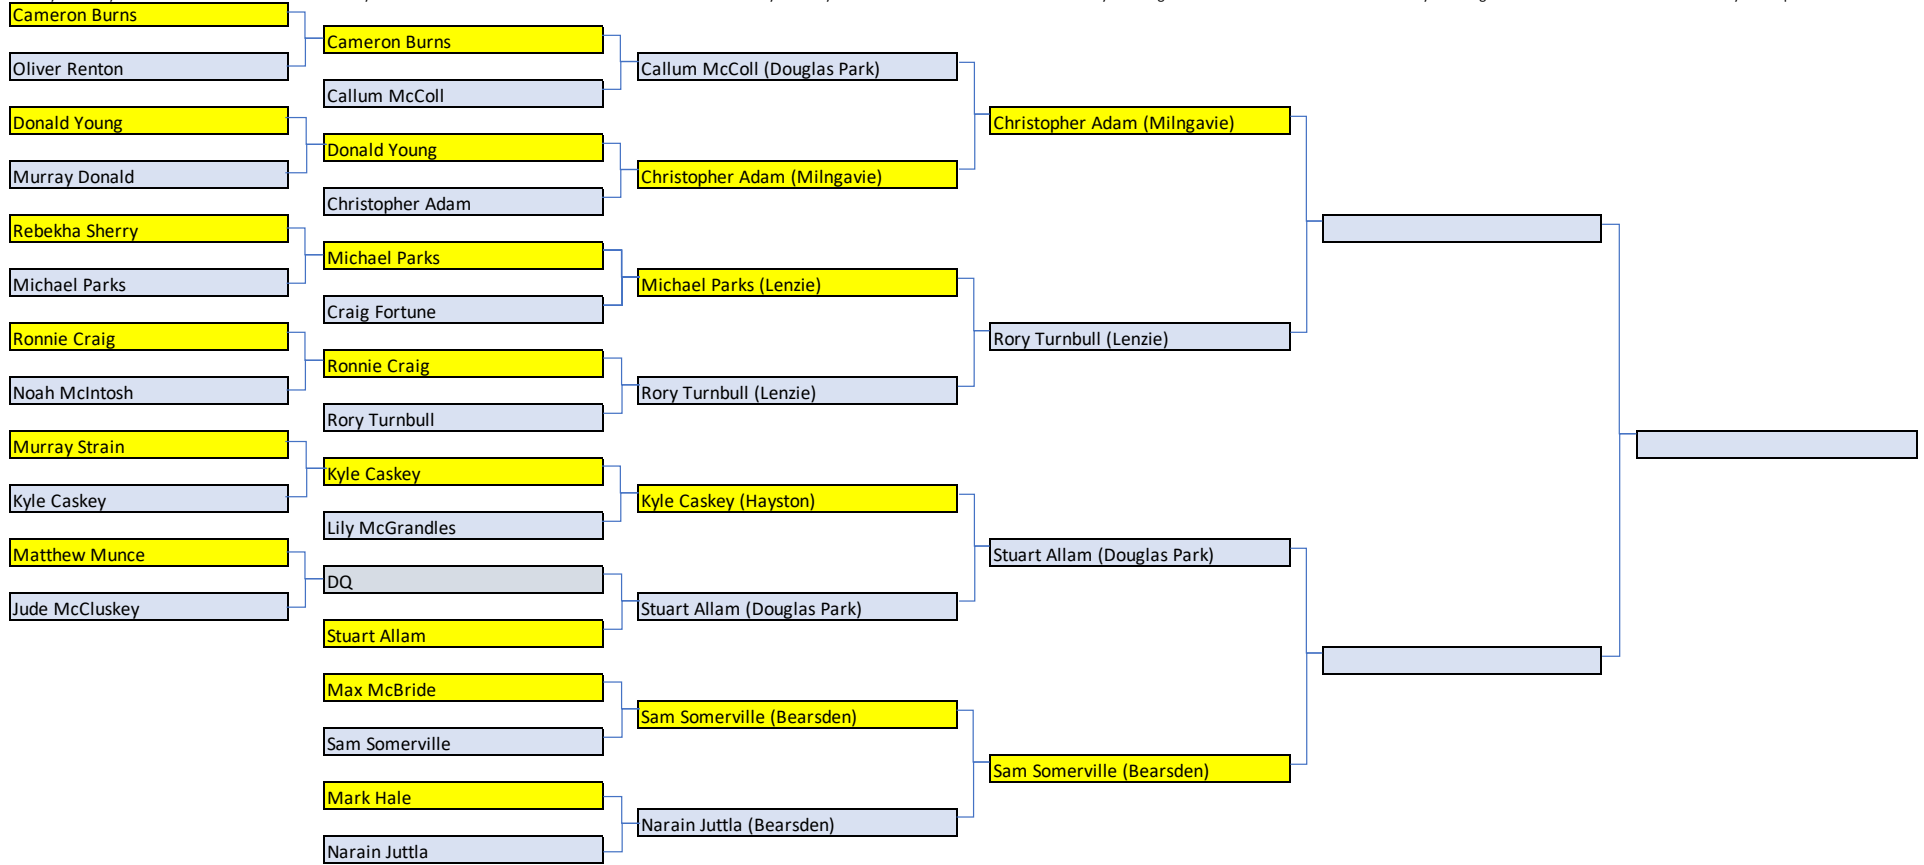 Cameron Burns
Oliver Renton
Donald Young
Murray Donald
Rebekha Sherry
Michael Parks
Ronnie Craig
Noah McIntosh
Murray Strain
Kyle Caskey
Matthew Munce
Jude McCluskey
Cameron Burns
Callum McColl
Donald Young
Christopher Adam
Michael Parks
Craig Fortune
Ronnie Craig
Rory Turnbull
Kyle Caskey
Lily McGrandles
DQ
Stuart Allam
Max McBride
Sam Somerville
Mark Hale
Narain Juttla
Callum McColl (Douglas Park)
Christopher Adam (Milngavie)
Michael Parks (Lenzie)
Rory Turnbull (Lenzie)
Kyle Caskey (Hayston)
Stuart Allam (Douglas Park)
Sam Somerville (Bearsden)
Narain Juttla (Bearsden)
Christopher Adam (Milngavie)
Rory Turnbull (Lenzie)
Stuart Allam (Douglas Park)
Sam Somerville (Bearsden)